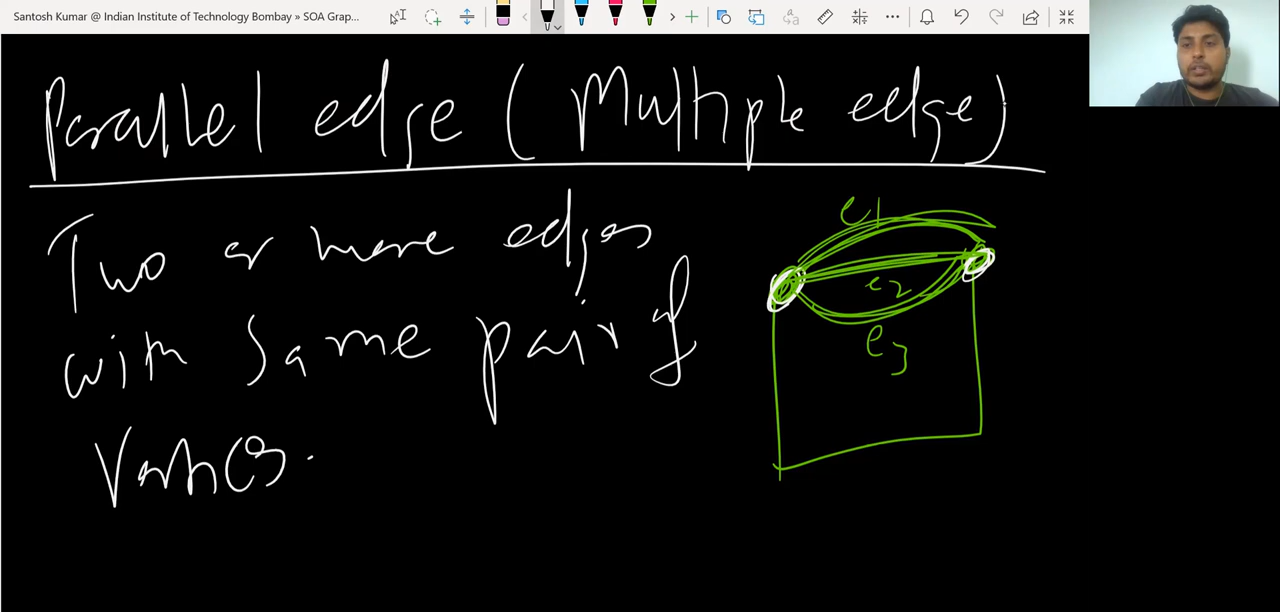 Santosh Kumar @ Indian Institute of Technology Bombay » SOA Grap...
Parallel edge (Multiple edge)
Two or more edges
with same pair of
Vertices.
e1
e2
e3